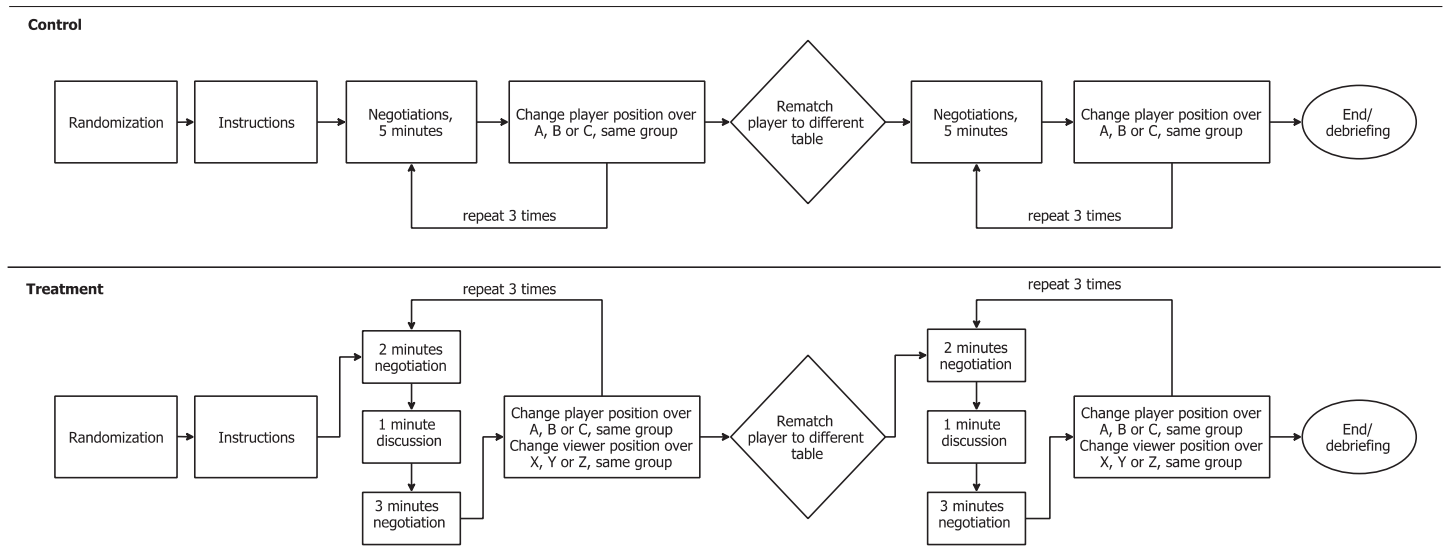 Control
Randomization
Instructions
Negotiations,
5 minutes
Change player position over
A, B or C, same group
repeat 3 times
Rematch
player to different
table
Negotiations,
5 minutes
Change player position over
A, B or C, same group
repeat 3 times
End/
debriefing
Treatment
Randomization
Instructions
repeat 3 times
2 minutes
negotiation
1 minute
discussion
3 minutes
negotiation
Change player position over
A, B or C, same group
Change viewer position over
X, Y or Z, same group
Rematch
player to different
table
repeat 3 times
2 minutes
negotiation
1 minute
discussion
3 minutes
negotiation
Change player position over
A, B or C, same group
Change viewer position over
X, Y or Z, same group
End/
debriefing